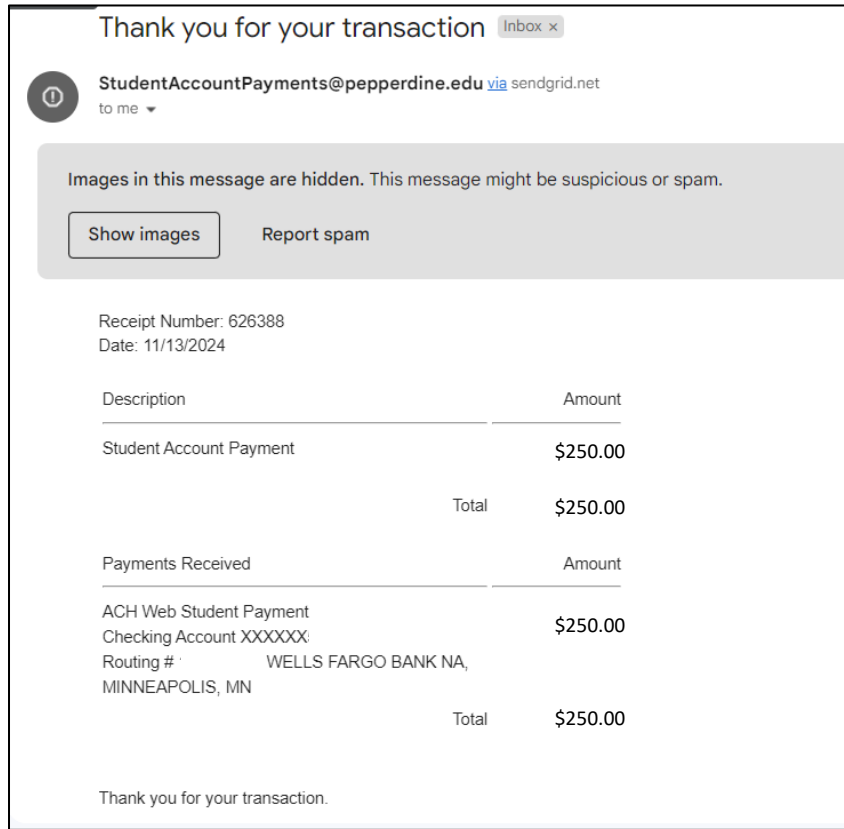 Thank you for your transaction Inbox ×
StudentAccountPayments@pepperdine.edu via sendgrid.net
to me
Images in this message are hidden. This message might be suspicious or spam.
Show images Report spam
Receipt Number: 626388
Date: 11/13/2024
Description Amount
Student Account Payment $250.00
Total $250.00
Payments Received Amount
ACH Web Student Payment $250.00
Checking Account XXXXXX
Routing # WELLS FARGO BANK NA,
MINNEAPOLIS, MN
Total $250.00
Thank you for your transaction.